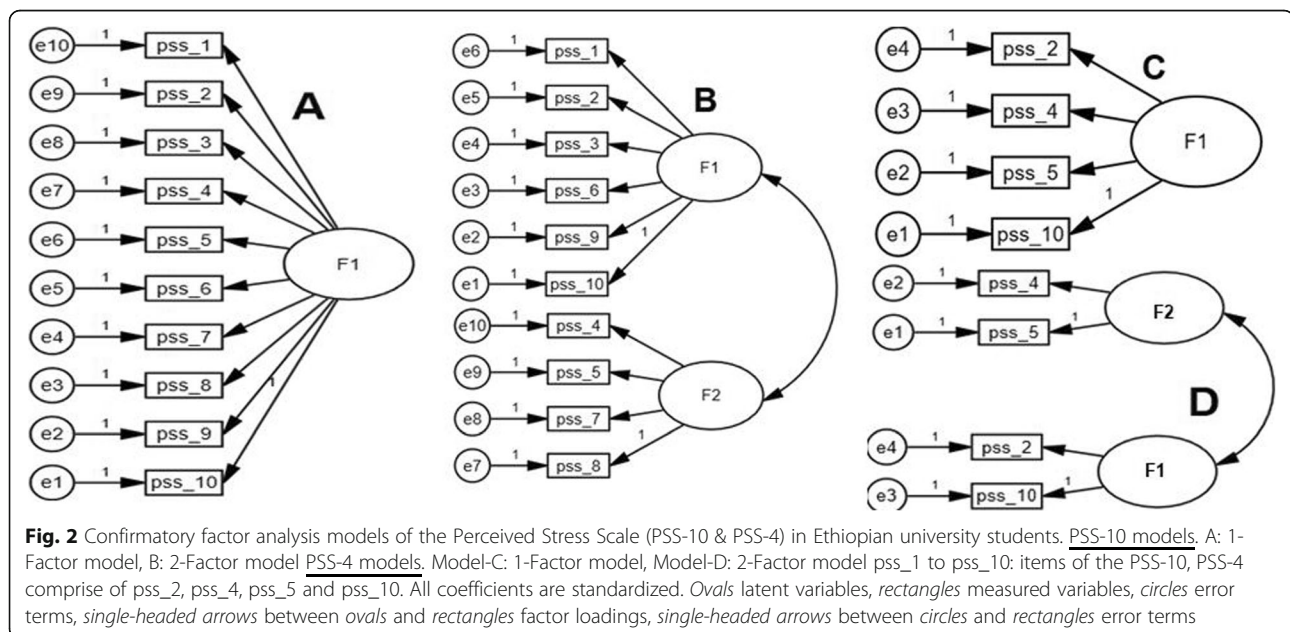 e10 1 pss_1
e9 1 pss_2
e8 1 pss_3
e7 1 pss_4
e6 1 pss_5
e5 1 pss_6
e4 1 pss_7
e3 1 pss_8
e2 1 pss_9
e1 1 pss_10
1
F1
A
e6 1 pss_1
e5 1 pss_2
e4 1 pss_3
e3 1 pss_6
e2 1 pss_9
e1 1 pss_10
1
F1
B
e10 1 pss_4
e9 1 pss_5
e8 1 pss_7
e7 1 pss_8
1
F2
e4 1 pss_2
e3 1 pss_4
e2 1 pss_5
e1 1 pss_10
1
F1
C
e2 1 pss_4
e1 1 pss_5
1
F2
D
e4 1 pss_2
e3 1 pss_10
1
F1
Fig. 2 Confirmatory factor analysis models of the Perceived Stress Scale (PSS-10 & PSS-4) in Ethiopian university students. PSS-10 models. A: 1-
Factor model, B: 2-Factor model PSS-4 models. Model-C: 1-Factor model, Model-D: 2-Factor model pss_1 to pss_10: items of the PSS-10, PSS-4
comprise of pss_2, pss_4, pss_5 and pss_10. All coefficients are standardized. Ovals latent variables, rectangles measured variables, circles error
terms, single-headed arrows between ovals and rectangles factor loadings, single-headed arrows between circles and rectangles error terms